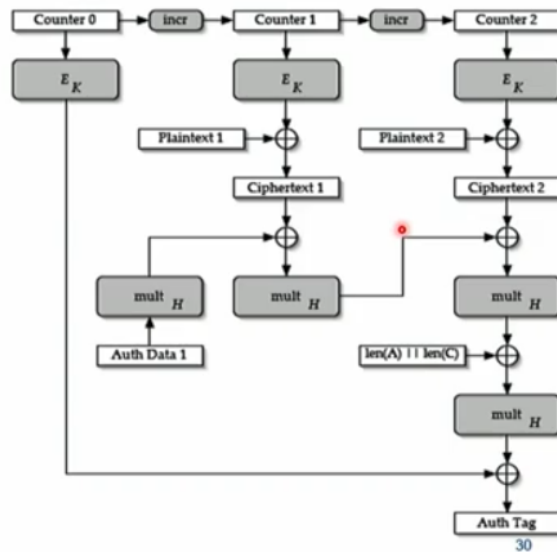 Counter 0 incr Counter 1 incr Counter 2
E K E K E K
Plaintext 1 Plaintext 2
Ciphertext 1 Ciphertext 2
mult H mult H mult H
Auth Data 1 len(A) || len(C)
mult H
Auth Tag
30